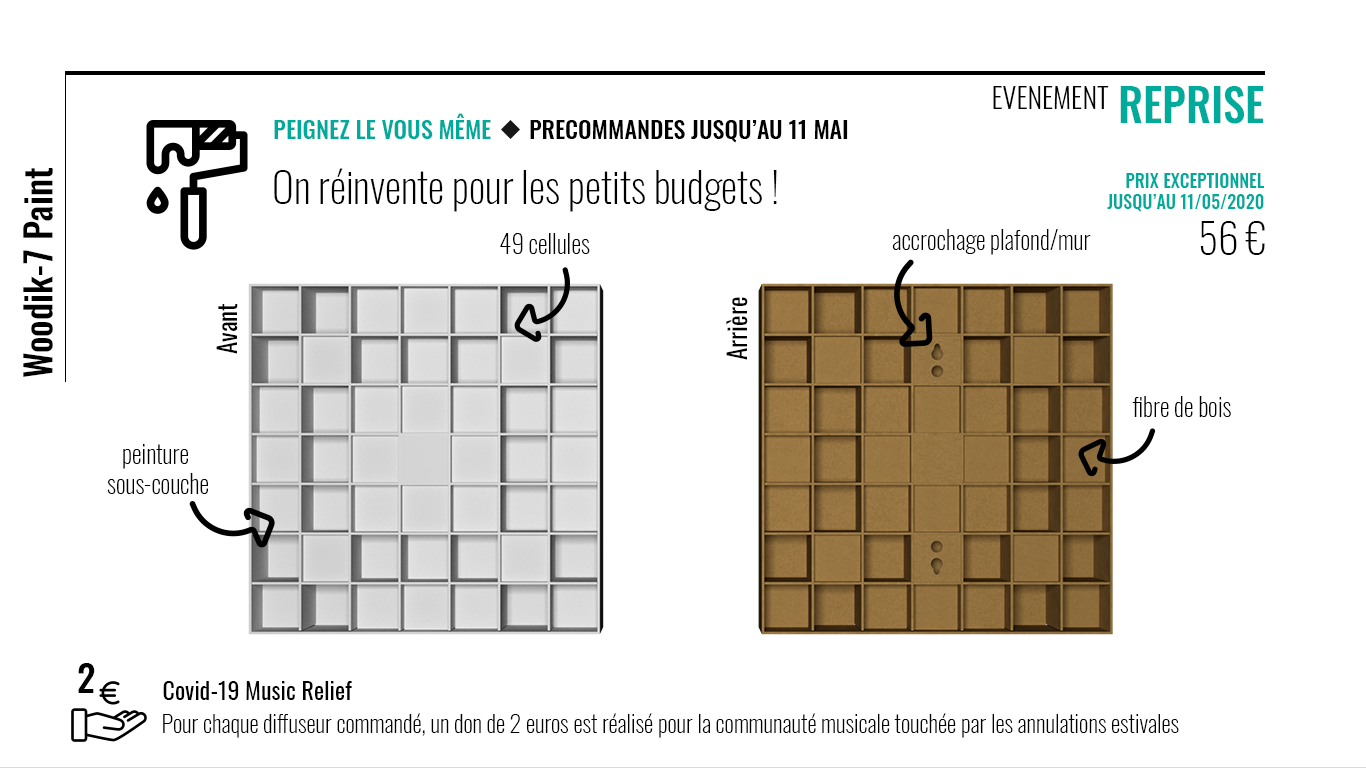 EVENEMENT REPRISE
Woodik-7 Paint
PEIGNEZ LE VOUS MÊME ◆ PRECOMMANDES JUSQU'AU 11 MAI
On réinvente pour les petits budgets !
PRIX EXCEPTIONNEL
JUSQU'AU 11/05/2020
56 €
49 cellules
accrochage plafond/mur
Avant
Arrière
fibre de bois
peinture
sous-couche
2 €
Covid-19 Music Relief
Pour chaque diffuseur commandé, un don de 2 euros est réalisé pour la communauté musicale touchée par les annulations estivales